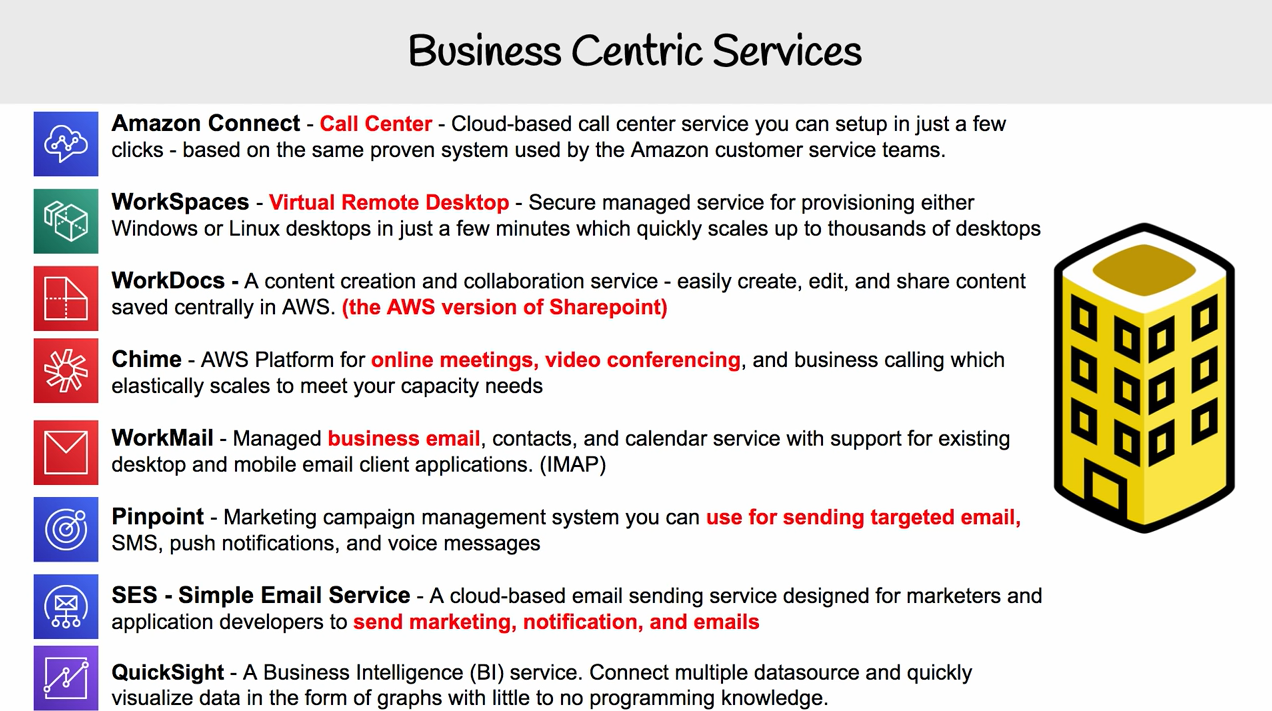 Business Centric Services
Amazon Connect - Call Center - Cloud-based call center service you can setup in just a few
clicks - based on the same proven system used by the Amazon customer service teams.
WorkSpaces - Virtual Remote Desktop - Secure managed service for provisioning either
Windows or Linux desktops in just a few minutes which quickly scales up to thousands of desktops
WorkDocs - A content creation and collaboration service - easily create, edit, and share content
saved centrally in AWS. (the AWS version of Sharepoint)
Chime - AWS Platform for online meetings, video conferencing, and business calling which
elastically scales to meet your capacity needs
WorkMail - Managed business email, contacts, and calendar service with support for existing
desktop and mobile email client applications. (IMAP)
Pinpoint - Marketing campaign management system you can use for sending targeted email,
SMS, push notifications, and voice messages
SES - Simple Email Service - A cloud-based email sending service designed for marketers and
application developers to send marketing, notification, and emails
QuickSight - A Business Intelligence (BI) service. Connect multiple datasource and quickly
visualize data in the form of graphs with little to no programming knowledge.